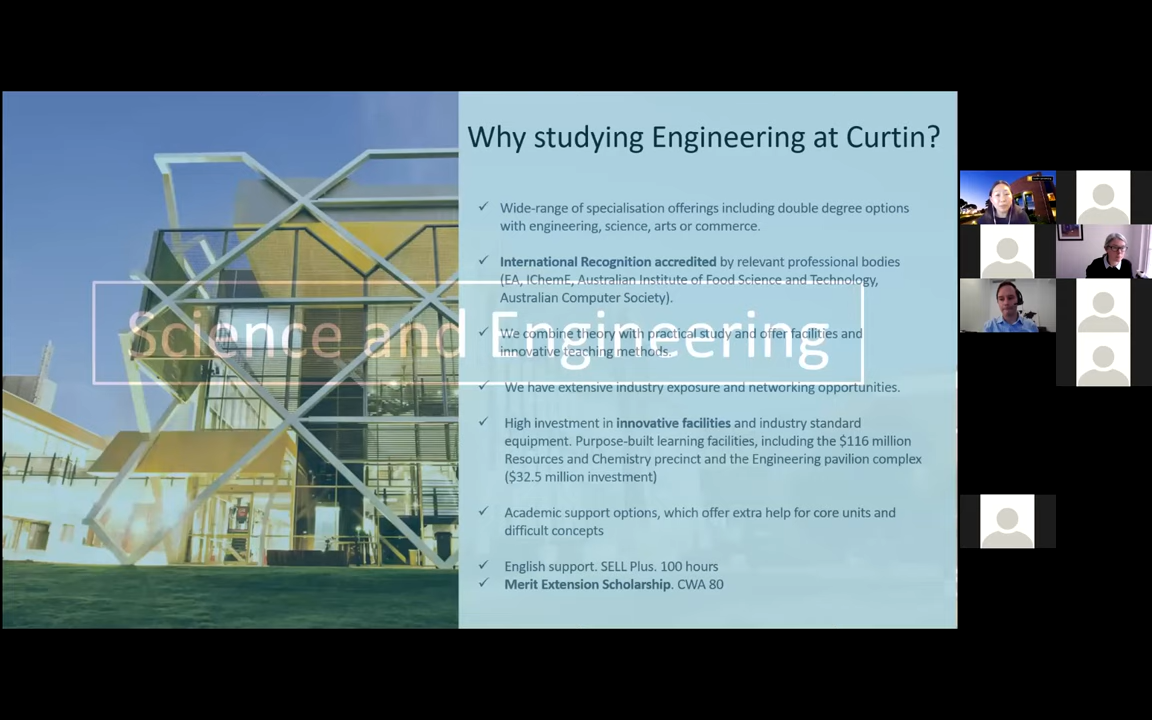 Why studying Engineering at Curtin?
✓ Wide-range of specialisation offerings including double degree options
with engineering, science, arts or commerce.
✓ International Recognition accredited by relevant professional bodies
(EA, IChemE, Australian Institute of Food Science and Technology,
Australian Computer Society).
Science and Engineering
✓ We combine theory with practical study and offer facilities and
innovative teaching methods.
✓ We have extensive industry exposure and networking opportunities.
✓ High investment in innovative facilities and industry standard
equipment. Purpose-built learning facilities, including the $116 million
Resources and Chemistry precinct and the Engineering pavilion complex
($32.5 million investment)
✓ Academic support options, which offer extra help for core units and
difficult concepts
✓ English support. SELL Plus. 100 hours
✓ Merit Extension Scholarship. CWA 80